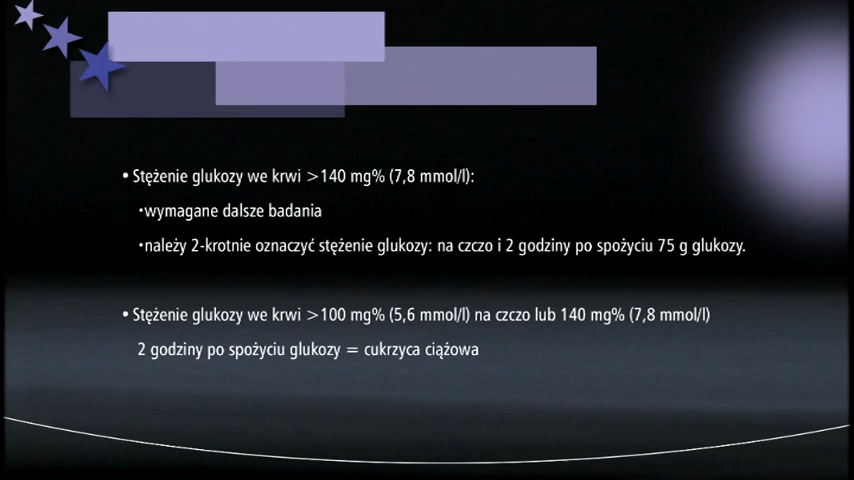 • Stężenie glukozy we krwi >140 mg% (7,8 mmol/l):
·wymagane dalsze badania
·należy 2-krotnie oznaczyć stężenie glukozy: na czczo i 2 godziny po spożyciu 75 g glukozy.
• Stężenie glukozy we krwi >100 mg% (5,6 mmol/l) na czczo lub 140 mg% (7,8 mmol/l)
2 godziny po spożyciu glukozy = cukrzyca ciążowa